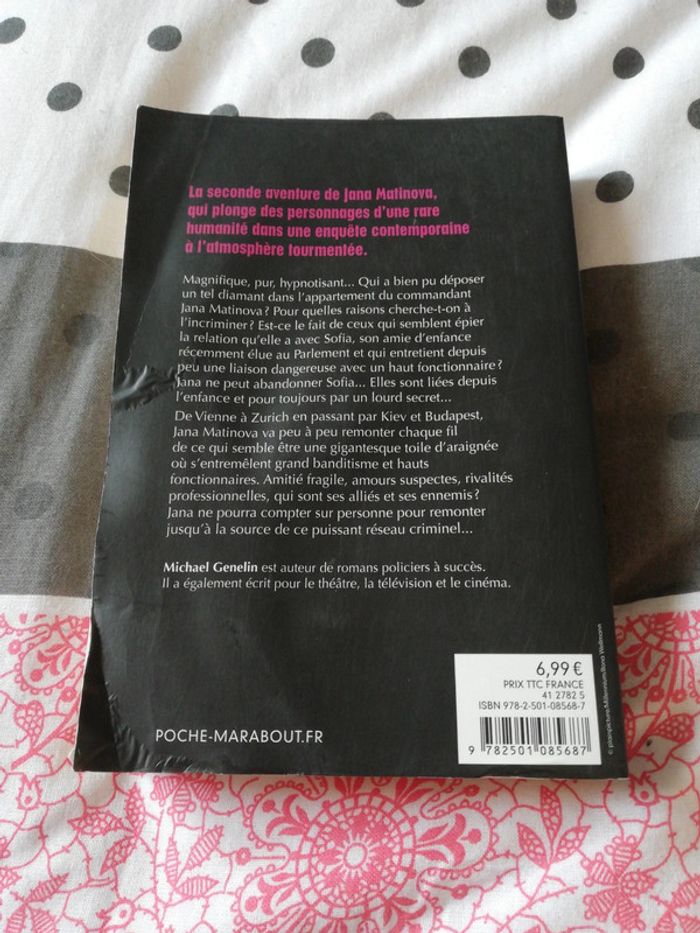 La seconde aventure de Jana Matinova,
qui plonge des personnages d'une rare
humanité dans une enquête contemporaine
à l'atmosphère tourmentée.
Magnifique, pur, hypnotisant... Qui a bien pu déposer
un tel diamant dans l'appartement du commandant
Jana Matinova ? Pour quelles raisons cherche-t-on à
l'incriminer ? Est-ce le fait de ceux qui semblent épier
la relation qu'elle a avec Sofia, son amie d'enfance
récemment élue au Parlement et qui entretient depuis
peu une liaison dangereuse avec un haut fonctionnaire ?
Jana ne peut abandonner Sofia... Elles sont liées depuis
l'enfance et pour toujours par un lourd secret...
De Vienne à Zurich en passant par Kiev et Budapest,
Jana Matinova va peu à peu remonter chaque fil
de ce qui semble être une gigantesque toile d'araignée
où s'entremêlent grand banditisme et hauts
fonctionnaires. Amitié fragile, amours suspectes, rivalités
professionnelles, qui sont ses alliés et ses ennemis ?
Jana ne pourra compter sur personne pour remonter
jusqu'à la source de ce puissant réseau criminel...
Michael Genelin est auteur de romans policiers à succès.
Il a également écrit pour le théâtre, la télévision et le cinéma.
6,99 €
PRIX TTC FRANCE
41 2782 5
ISBN 978-2-501-08568-7
9 782501 085687
POCHE-MARABOUT.FR
© plainpicture/Millennium/Ilona Wellmann